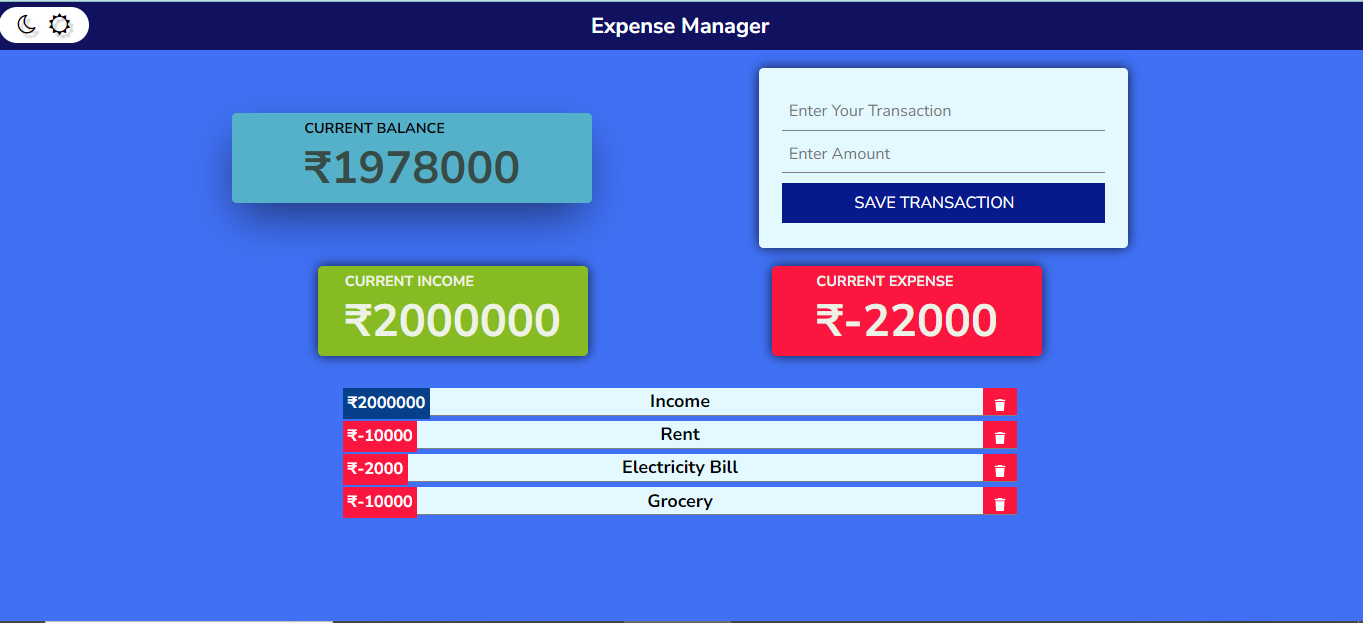 Expense Manager
CURRENT BALANCE
₹1978000
Enter Your Transaction
Enter Amount
SAVE TRANSACTION
CURRENT INCOME
₹2000000
CURRENT EXPENSE
₹-22000
₹2000000 Income
₹-10000 Rent
₹-2000 Electricity Bill
₹-10000 Grocery